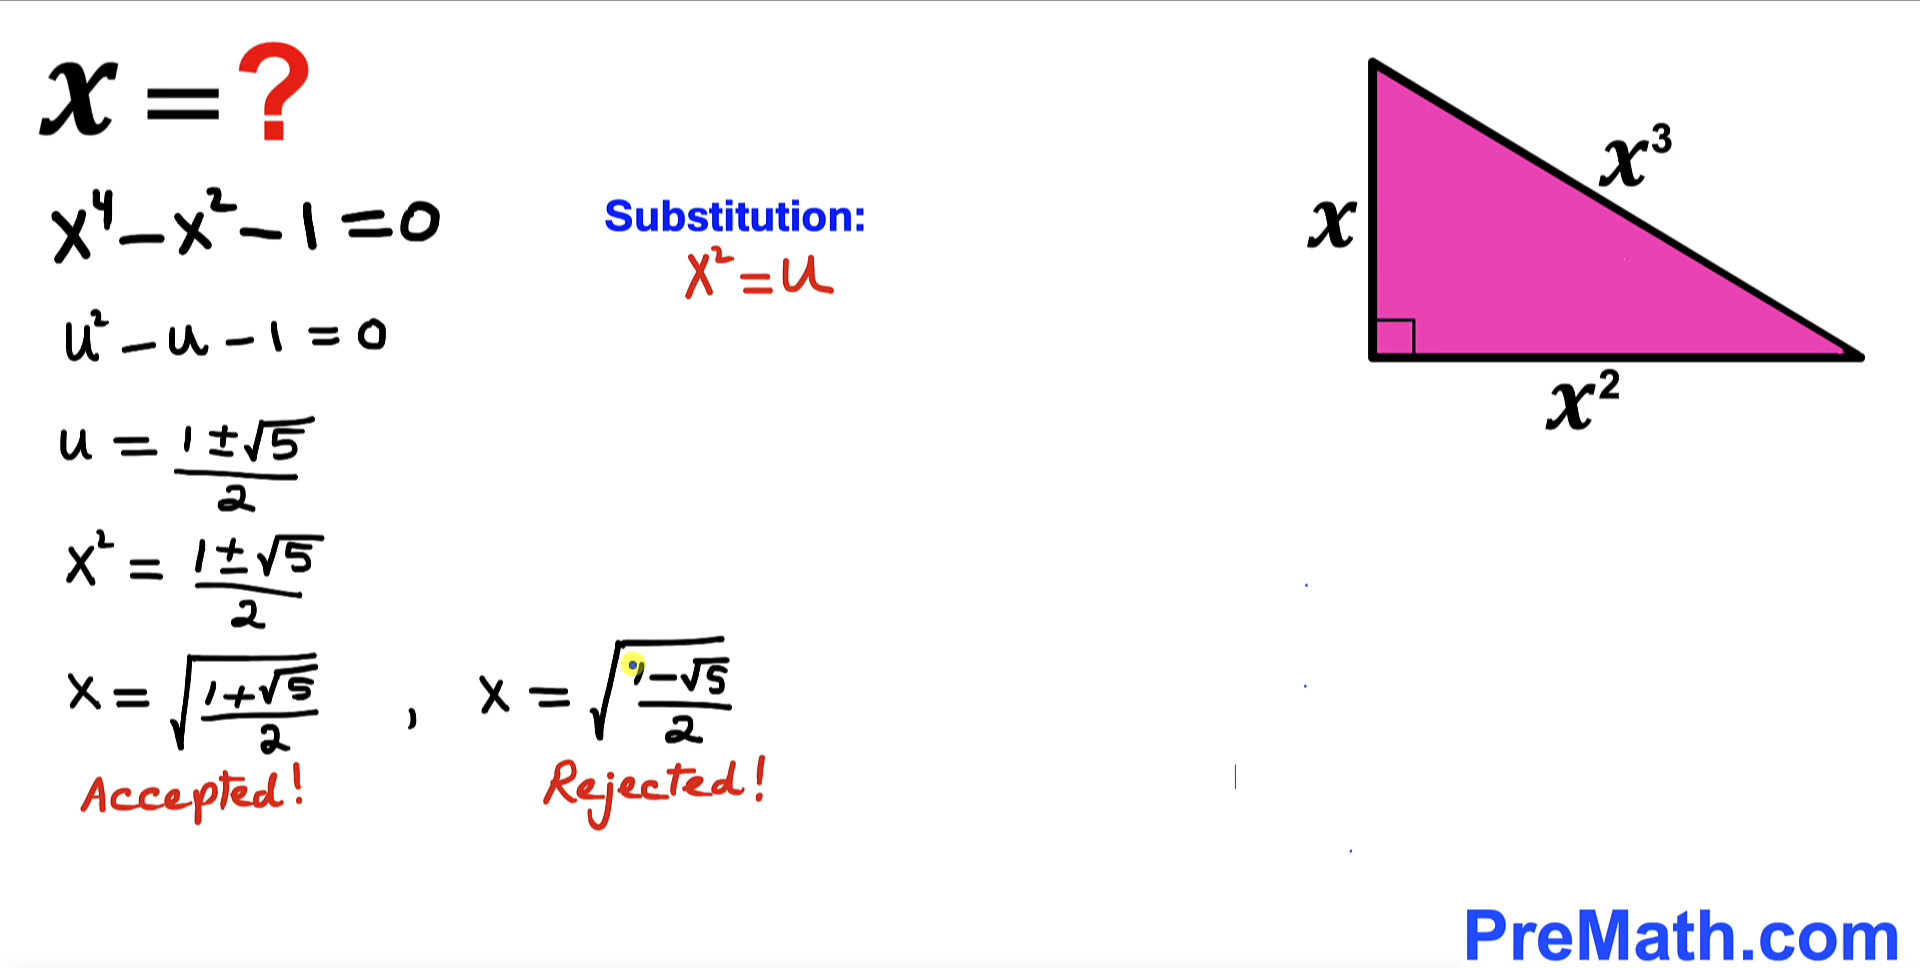 x = ?
x⁴ – x² – 1 = 0
Substitution:
x² = u
u² – u – 1 = 0
u = (1 ± √5)/2
x² = (1 ± √5)/2
x = √((1 + √5)/2) , x = √((1 – √5)/2)
Accepted! Rejected!
x
x³
x²
PreMath.com